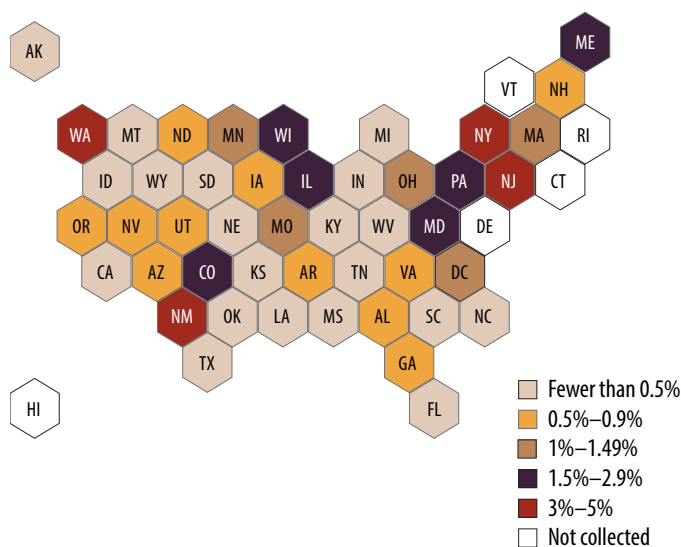 ME
AK
VT NH
WA MT ND MN WI MI NY MA RI
ID WY SD IA IL IN OH PA NJ CT
OR NV UT NE MO KY WV MD DE
CA AZ CO KS AR TN VA DC
NM OK LA MS AL SC NC
TX GA
HI FL
Fewer than 0.5%
0.5%–0.9%
1%–1.49%
1.5%–2.9%
3%–5%
Not collected